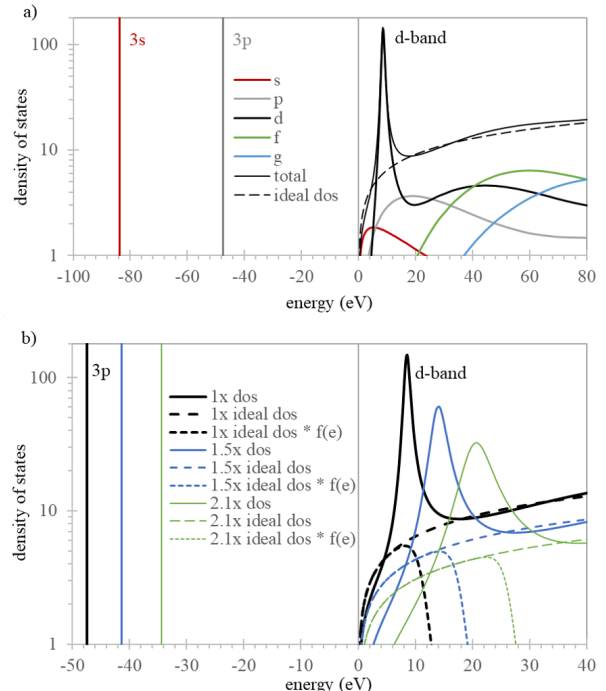 a)
100
10
1
density of states
3s
3p
d-band
s
p
d
f
g
total
ideal dos
-100 -80 -60 -40 -20 0 20 40 60 80
energy (eV)
b)
100
10
1
density of states
3p
d-band
1x dos
1x ideal dos
1x ideal dos * f(e)
1.5x dos
1.5x ideal dos
1.5x ideal dos * f(e)
2.1x dos
2.1x ideal dos
2.1x ideal dos * f(e)
-50 -40 -30 -20 -10 0 10 20 30 40
energy (eV)